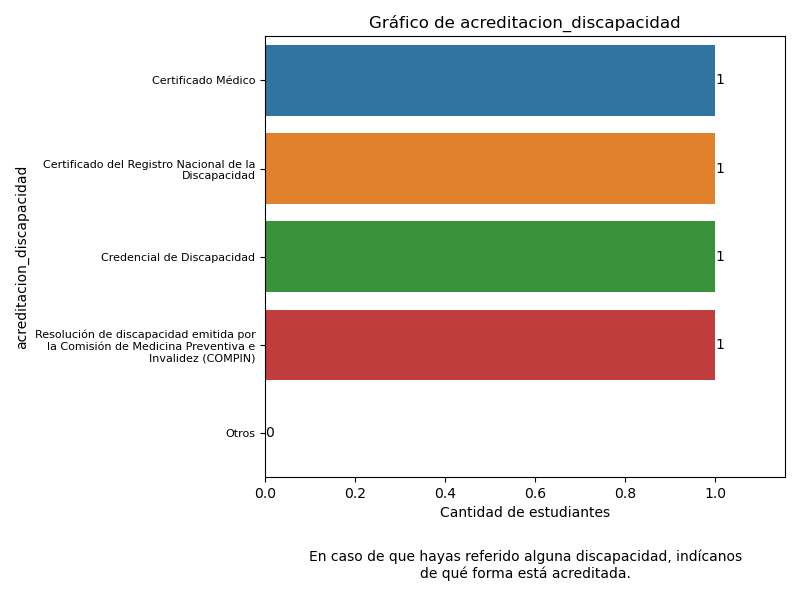 Gráfico de acreditacion_discapacidad
acreditacion_discapacidad
Certificado Médico
1
Certificado del Registro Nacional de la
Discapacidad
1
Credencial de Discapacidad
1
Resolución de discapacidad emitida por
la Comisión de Medicina Preventiva e
Invalidez (COMPIN)
1
Otros
0
0.0 0.2 0.4 0.6 0.8 1.0
Cantidad de estudiantes
En caso de que hayas referido alguna discapacidad, indícanos
de qué forma está acreditada.